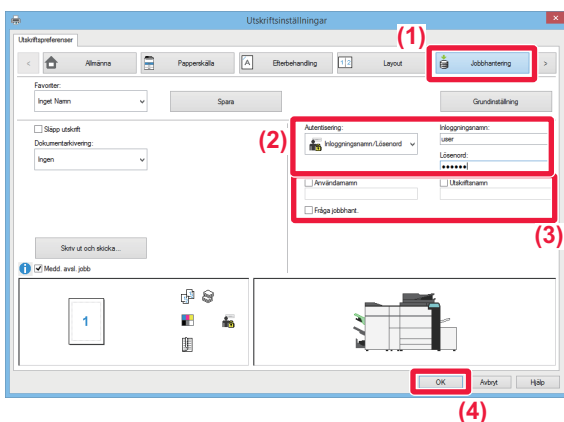 Utskriftsinställningar
(1)
Utskriftspreferenser
Allmänna
Papperskälla
A
Efterbehandling
1 2
Layout
Jobbhantering
Favoriter:
Inget Namn
Spara
Grundinställning
(2)
Släpp utskrift
Dokumentarkivering:
Ingen
Autentisering:
Inloggningsnamn/Lösenord
Inloggningsnamn:
user
Lösenord:
••••••
Användarnamn
Utskriftsnamn
Fråga jobbhant.
(3)
Skriv ut och skicka...
Medd. avsl. jobb
1
OK
Avbryt
Hjälp
(4)